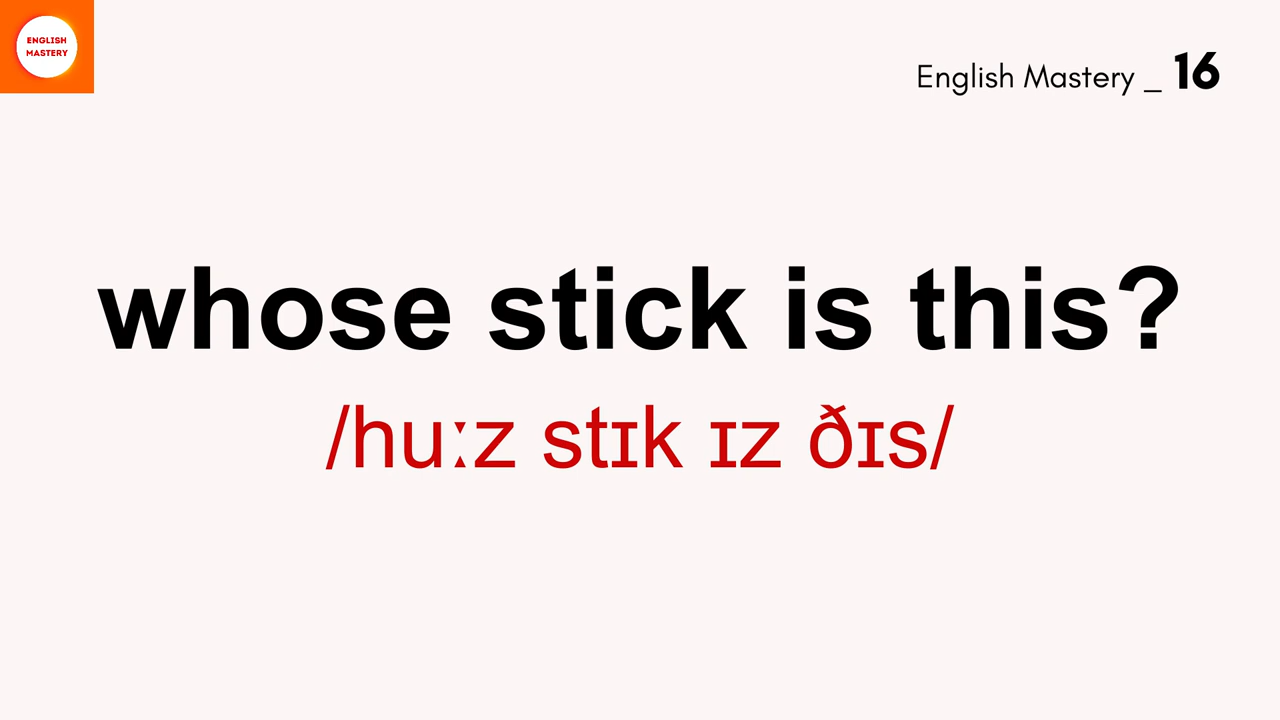 ENGLISH
MASTERY
English Mastery _ 16
whose stick is this?
/huːz stɪk ɪz ðɪs/